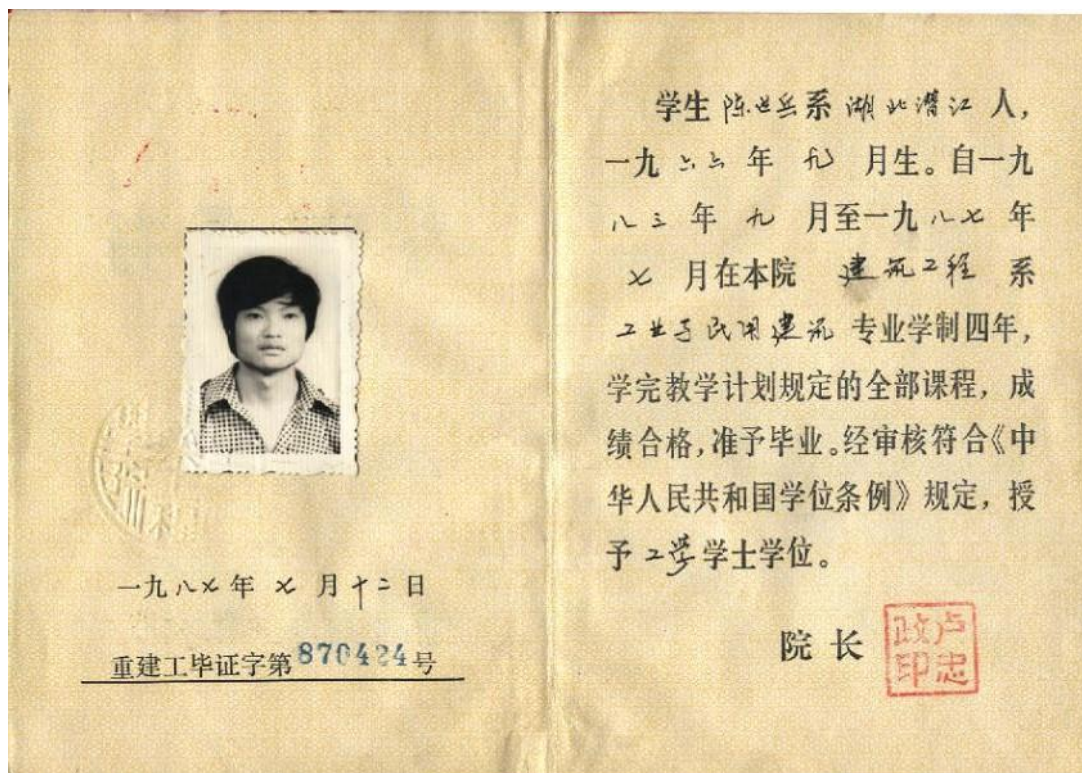 一九八七年七月十二日
重建工毕证字第870424号
学生陈世兵系湖北潜江人，
一九六六年九月生。自一九
八三年九月至一九八七年
七月在本院建筑工程系
工业与民用建筑专业学制四年，
学完教学计划规定的全部课程，成
绩合格，准予毕业。经审核符合《中
华人民共和国学位条例》规定，授
予工学学士学位。
院长
卢忠政印